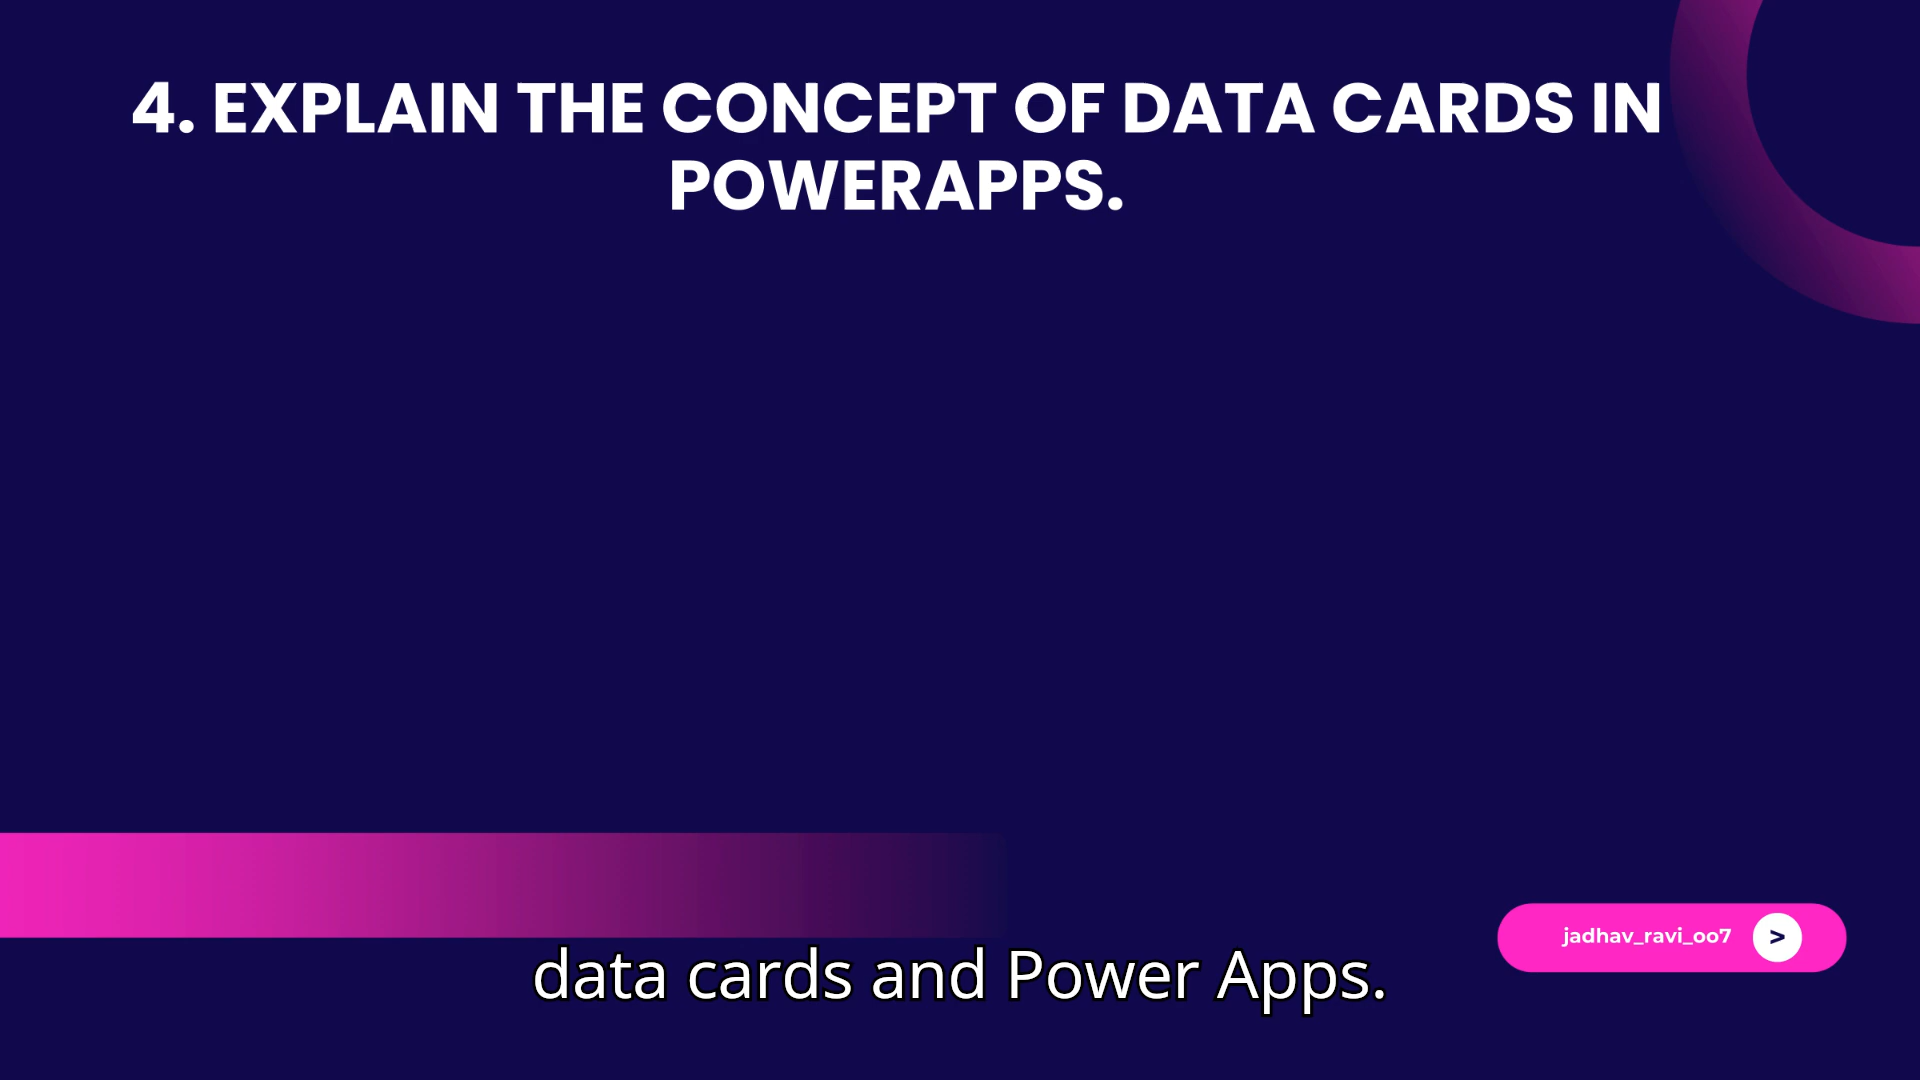 4. EXPLAIN THE CONCEPT OF DATA CARDS IN
POWERAPPS.
jadhav_ravi_oo7 >
data cards and Power Apps.